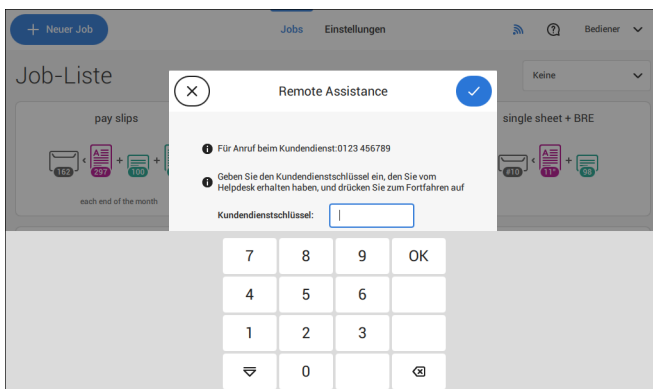 + Neuer Job
Jobs Einstellungen
Bediener
Job-Liste
Keine
Remote Assistance
pay slips
single sheet + BRE
Für Anruf beim Kundendienst:0123 456789
162 297 + 100 +
#10 11" + 98
Geben Sie den Kundendienstschlüssel ein, den Sie vom
Helpdesk erhalten haben, und drücken Sie zum Fortfahren auf
each end of the month
Kundendienstschlüssel:
7 8 9 OK
4 5 6
1 2 3
0